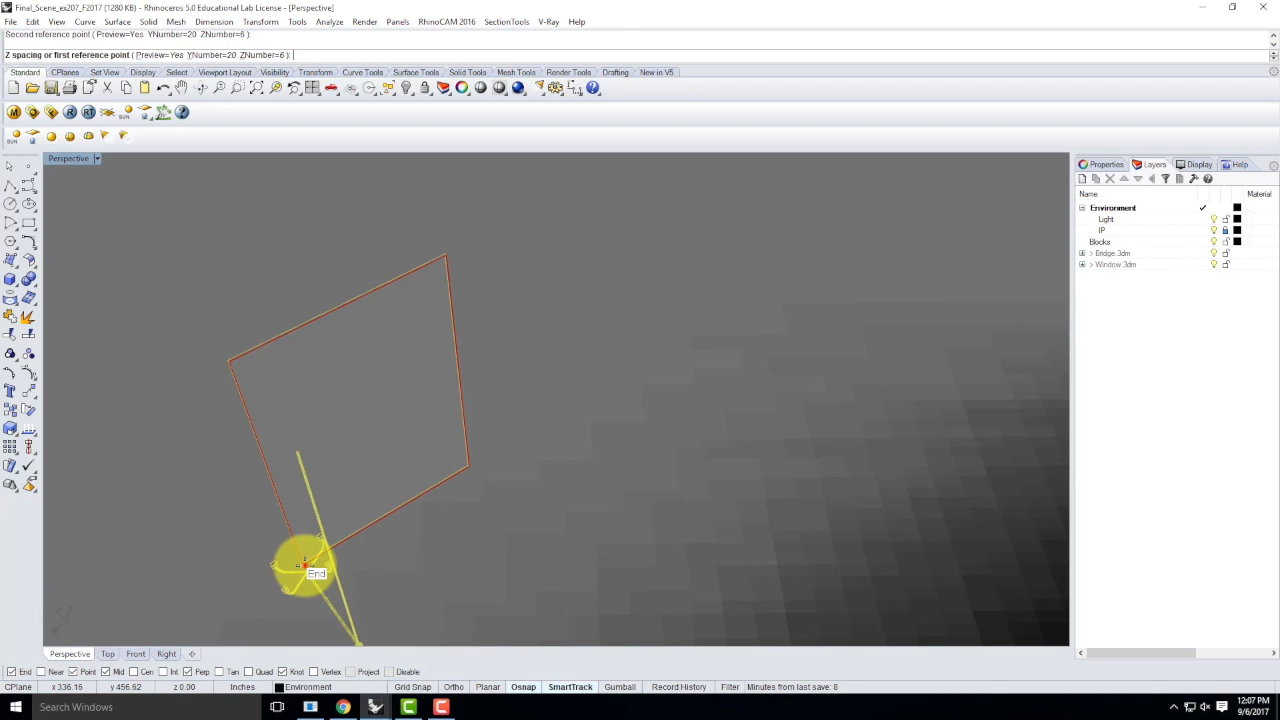 Final_Scene_ex207_F2017 (1280 KB) - Rhinoceros 5.0 Educational Lab License - [Perspective]
File Edit View Curve Surface Solid Mesh Dimension Transform Tools Analyze Render Panels RhinoCAM 2016 SectionTools V-Ray Help
Second reference point ( Preview=Yes YNumber=20 ZNumber=6 ):
Z spacing or first reference point ( Preview=Yes YNumber=20 ZNumber=6 ):
Standard CPlanes Set View Display Select Viewport Layout Visibility Transform Curve Tools Surface Tools Solid Tools Mesh Tools Render Tools Drafting New in V5
M R RT SUN
SUN
Perspective
Properties Layers Display Help
Name Material
Environment
Light
IP
Blocks
Bridge.3dm
Window.3dm
End
Perspective Top Front Right
End Near Point Mid Cen Int Perp Tan Quad Knot Vertex Project Disable
CPlane x 336.16 y 456.62 z 0.00 Inches Environment Grid Snap Ortho Planar Osnap SmartTrack Gumball Record History Filter Minutes from last save: 8
Search Windows
12:07 PM
9/6/2017